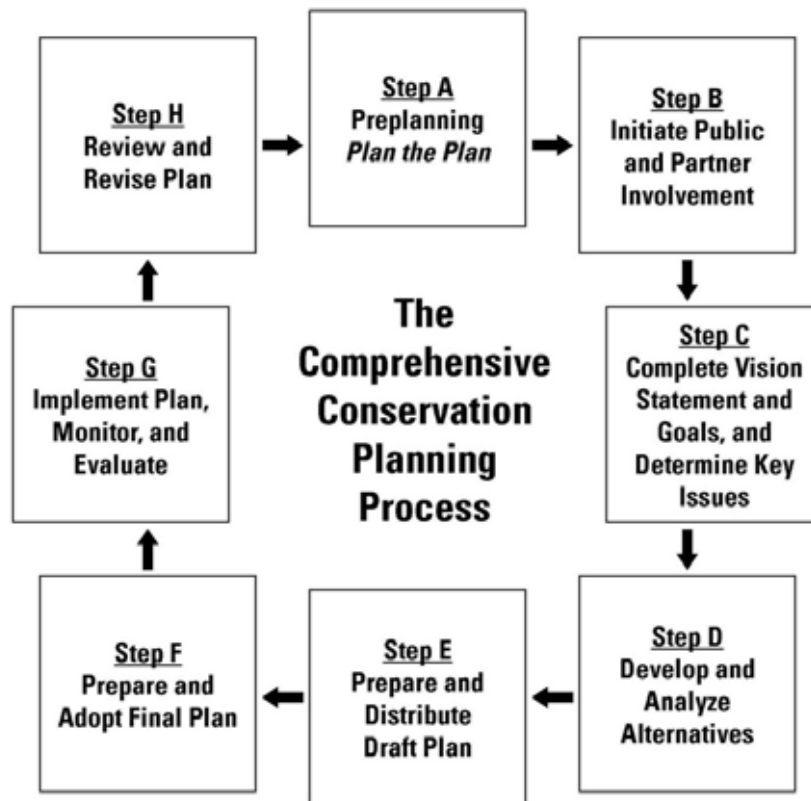 Step A
Preplanning
Plan the Plan
Step B
Initiate Public
and Partner
Involvement
Step C
Complete Vision
Statement and
Goals, and
Determine Key
Issues
Step D
Develop and
Analyze
Alternatives
Step E
Prepare and
Distribute
Draft Plan
Step F
Prepare and
Adopt Final Plan
Step G
Implement Plan,
Monitor, and
Evaluate
Step H
Review and
Revise Plan
The
Comprehensive
Conservation
Planning
Process